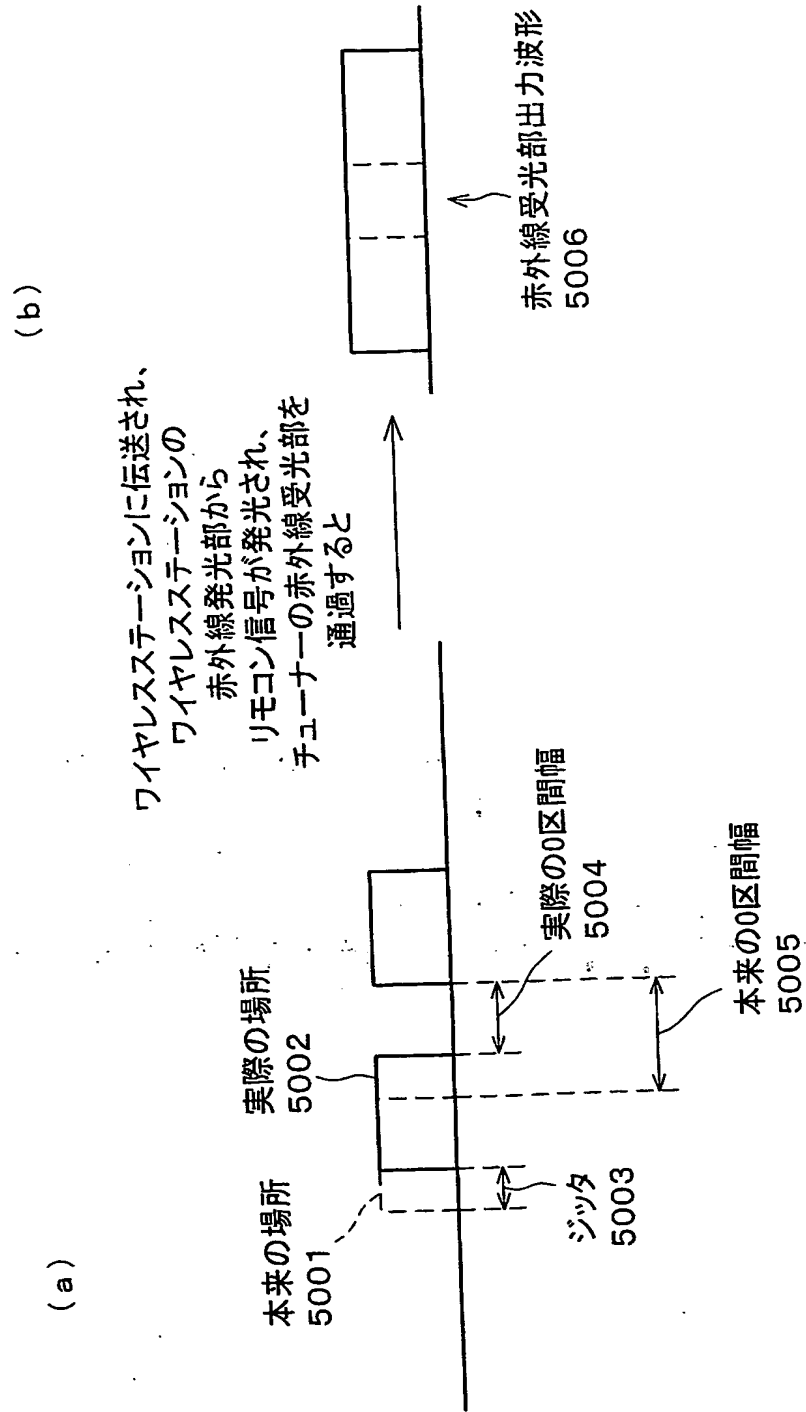 (a)
本来の場所
5001
実際の場所
5002
ジッタ
5003
実際の0区間幅
5004
本来の0区間幅
5005
ワイヤレスステーションに伝送され、
ワイヤレスステーションの
赤外線発光部から
リモコン信号が発光され、
チューナーの赤外線受光部を
通過すると
(b)
赤外線受光部出力波形
5006